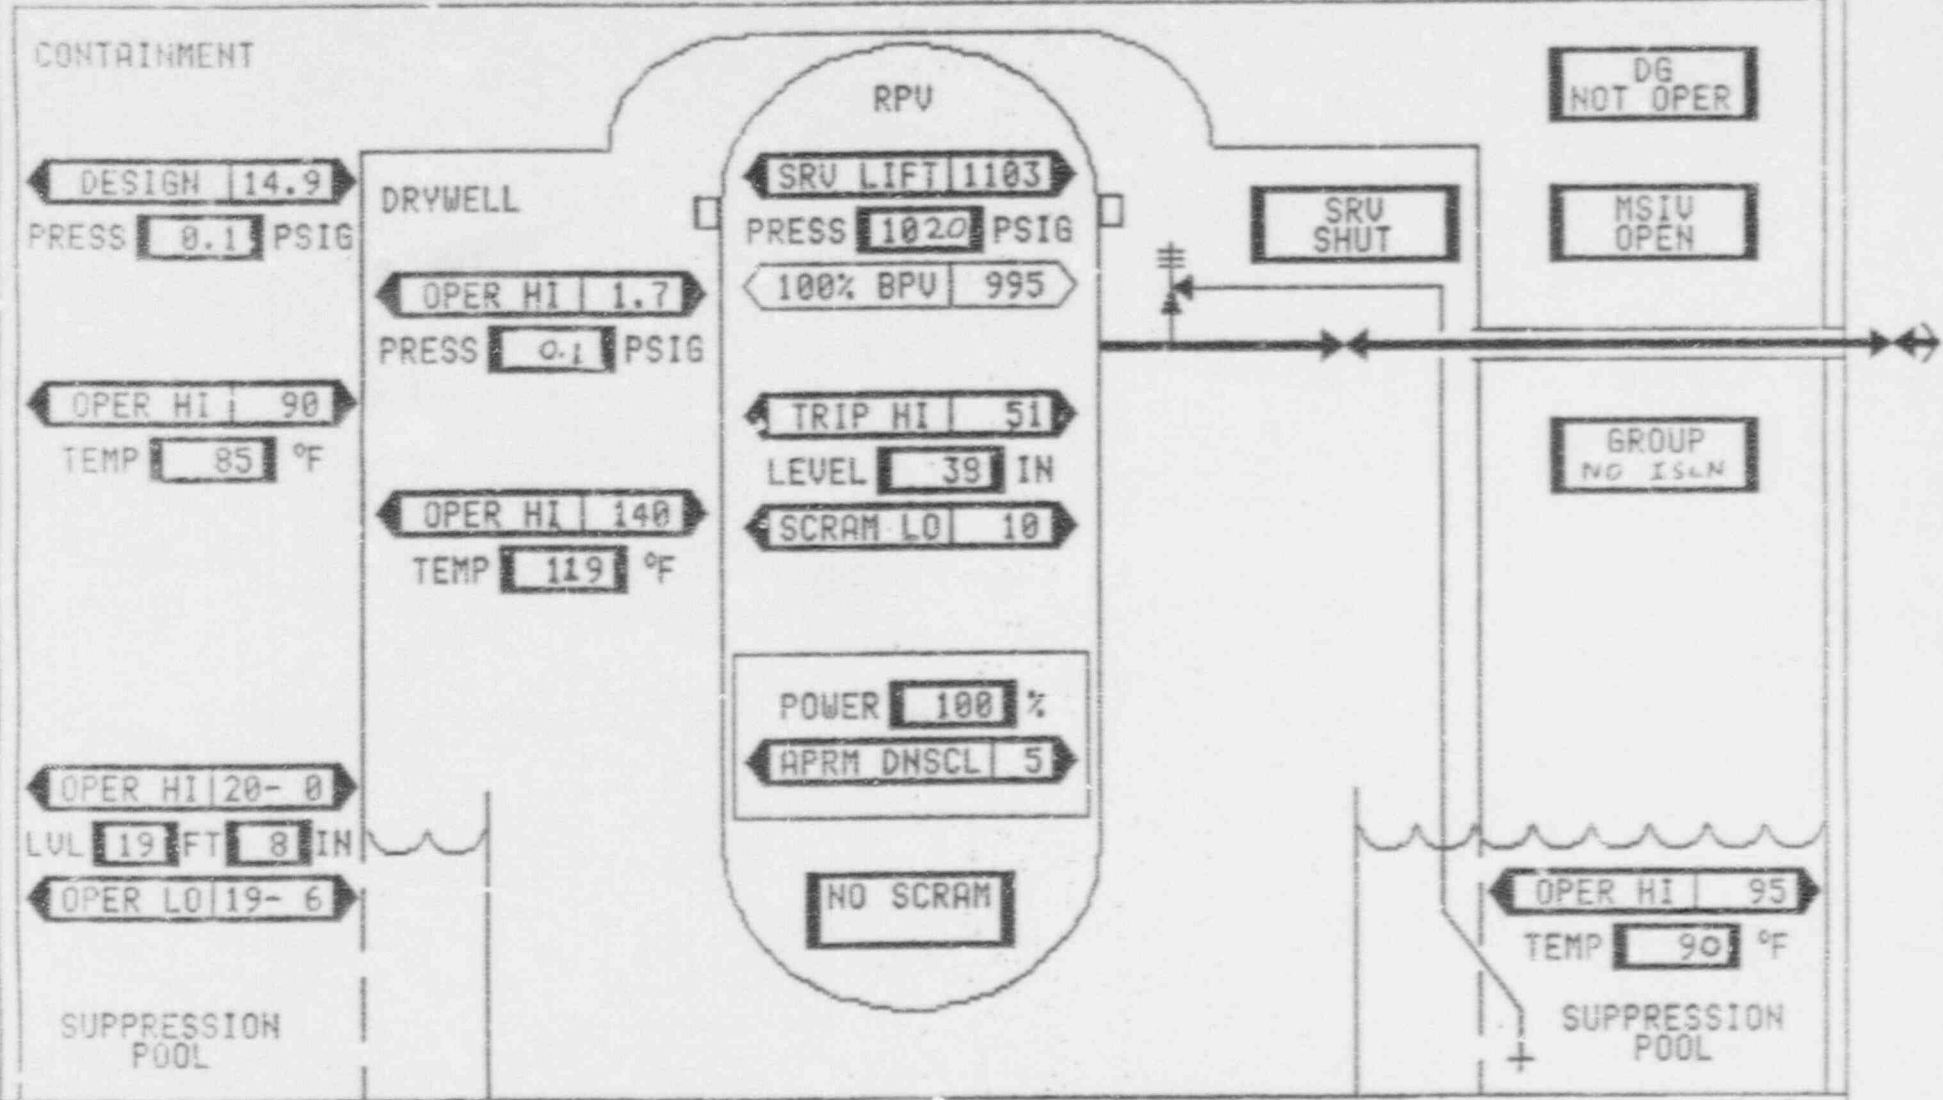 CONTAINMENT
DESIGN 14.9
PRESS 0.1 PSIG
OPER HI 90
TEMP 85 °F
OPER HI 20- 0
LVL 19 FT 8 IN
OPER LO 19- 6
SUPPRESSION
POOL
DRYWELL
OPER HI 1.7
PRESS 0.1 PSIG
OPER HI 140
TEMP 119 °F
RPV
SRV LIFT 1103
PRESS 1020 PSIG
100% BPV 995
TRIP HI 51
LEVEL 39 IN
SCRAM LO 10
POWER 100 %
APRM DNSCL 5
NO SCRAM
SRV
SHUT
DG
NOT OPER
MSIV
OPEN
GROUP
NO ISLN
OPER HI 95
TEMP 90 °F
SUPPRESSION
POOL